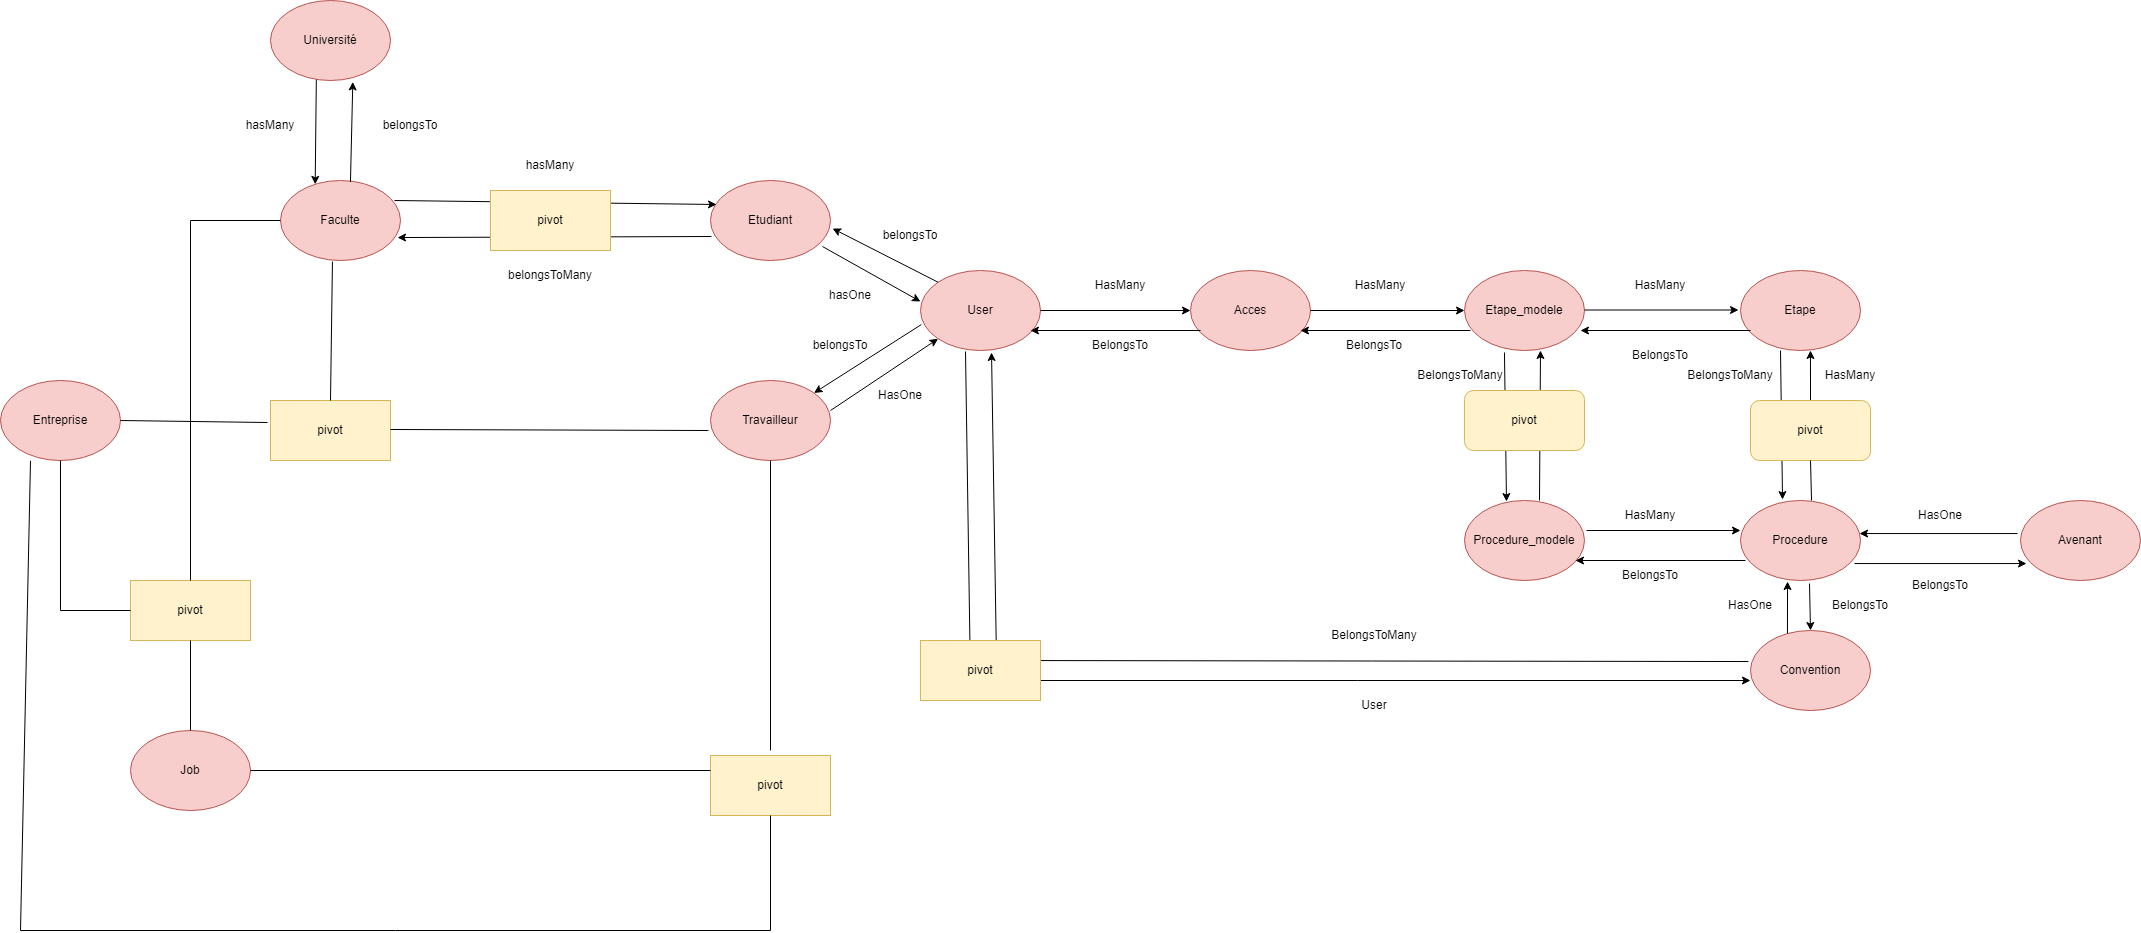 Université
hasMany
belongsTo
hasMany
Faculte
pivot
Etudiant
belongsTo
belongsToMany
hasOne
HasMany
HasMany
HasMany
User
Acces
Etape_modele
Etape
belongsTo
BelongsTo
BelongsTo
BelongsTo
BelongsToMany
BelongsToMany
HasMany
HasOne
Entreprise
pivot
Travailleur
pivot
pivot
HasMany
HasOne
Procedure_modele
Procedure
Avenant
BelongsTo
BelongsTo
pivot
HasOne
BelongsTo
BelongsToMany
pivot
Convention
User
Job
pivot